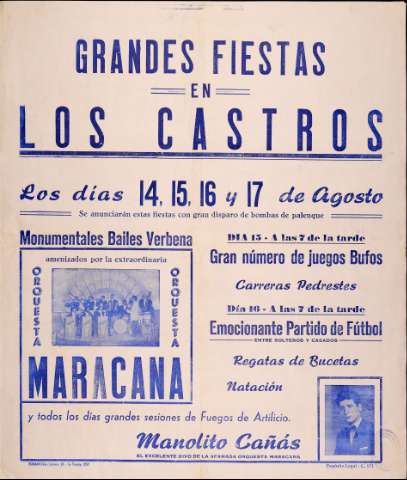 GRANDES FIESTAS
EN
LOS CASTROS
Los días 14, 15, 16 y 17 de Agosto
Se anunciarán estas fiestas con gran disparo de bombas de palenque
Monumentales Bailes Verbena
amenizados por la extraordinaria
ORQUESTA
ORQUESTA
MARACANA
DIA 15 - A las 7 de la tarde
Gran número de juegos Bufos
Carreras Pedrestes
Día 16 - A las 7 de la tarde
Emocionante Partido de Fútbol
ENTRE SOLTEROS Y CASADOS
Regatas de Bucetas
Natación
y todos los días grandes sesiones de Fuegos de Artilicio.
Manolito Cañás
EL EXCELENTE DIVO DE LA AFAMADA ORQUESTA MARACANA
Depósito Legal - C. 171